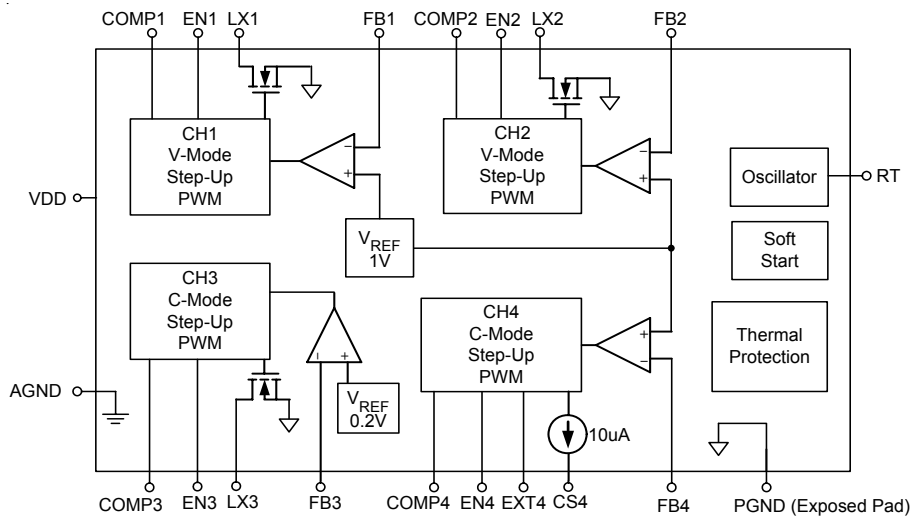 COMP1 EN1 LX1 FB1 COMP2 EN2 LX2 FB2
CH1
V-Mode
Step-Up
PWM
CH2
V-Mode
Step-Up
PWM
Oscillator
RT
VDD
VREF
1V
Soft
Start
CH3
C-Mode
Step-Up
PWM
CH4
C-Mode
Step-Up
PWM
Thermal
Protection
AGND
VREF
0.2V
10uA
COMP3 EN3 LX3 FB3 COMP4 EN4 EXT4 CS4 FB4 PGND (Exposed Pad)